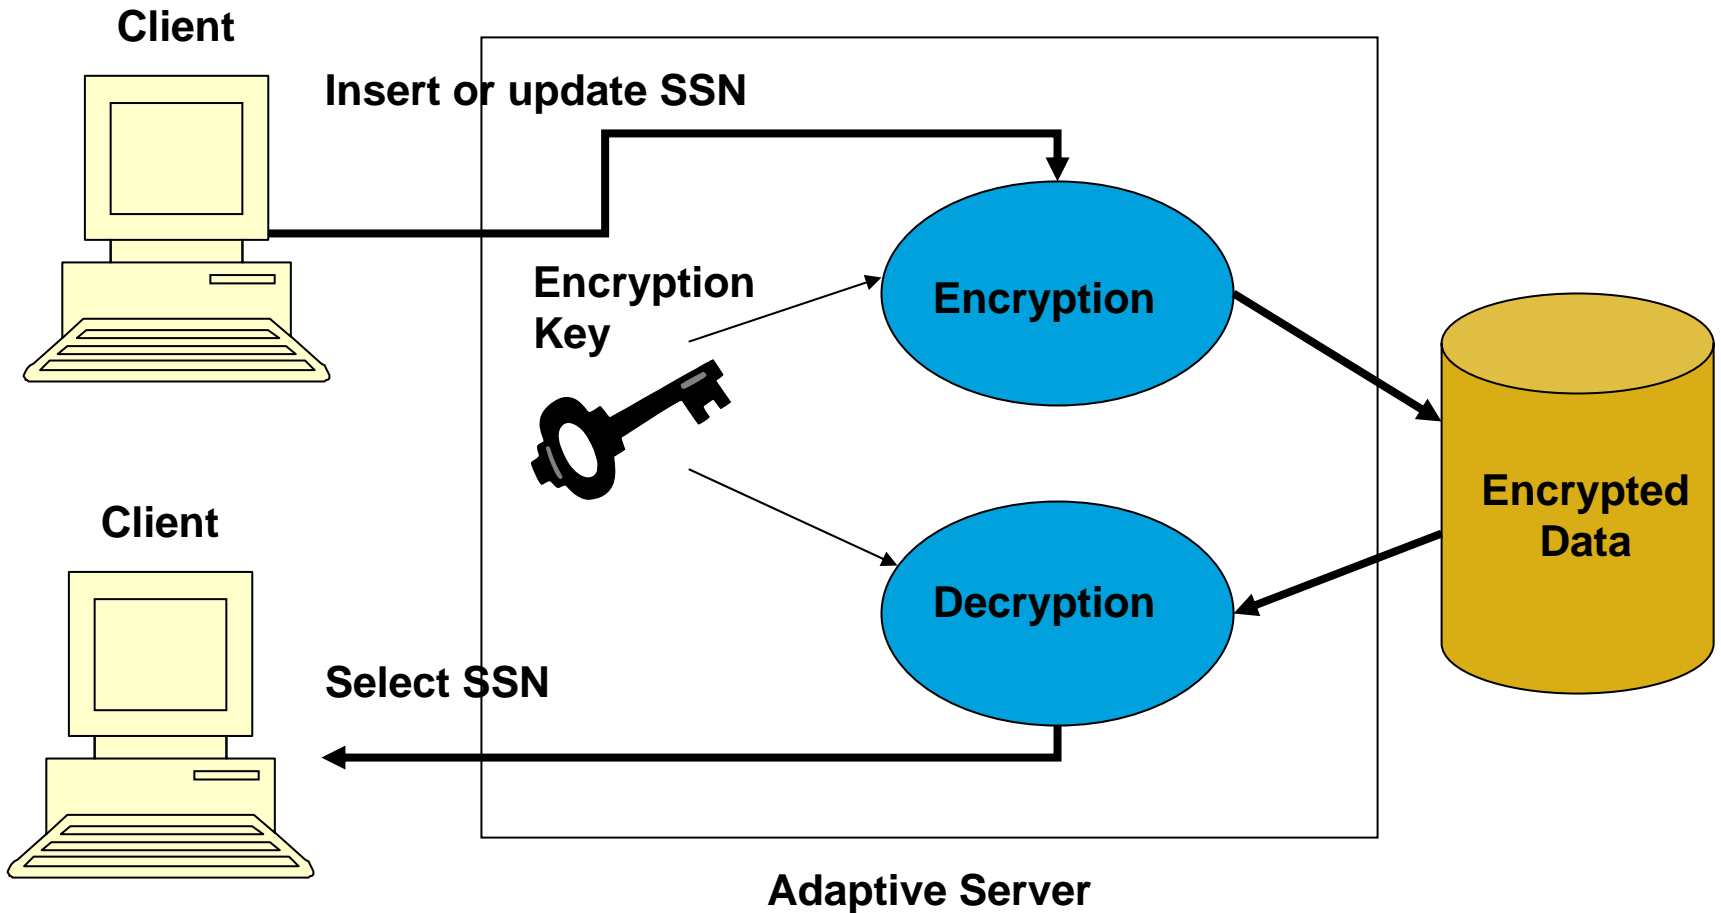 Client
Insert or update SSN
Encryption
Key
Encryption
Encrypted
Data
Client
Decryption
Select SSN
Adaptive Server